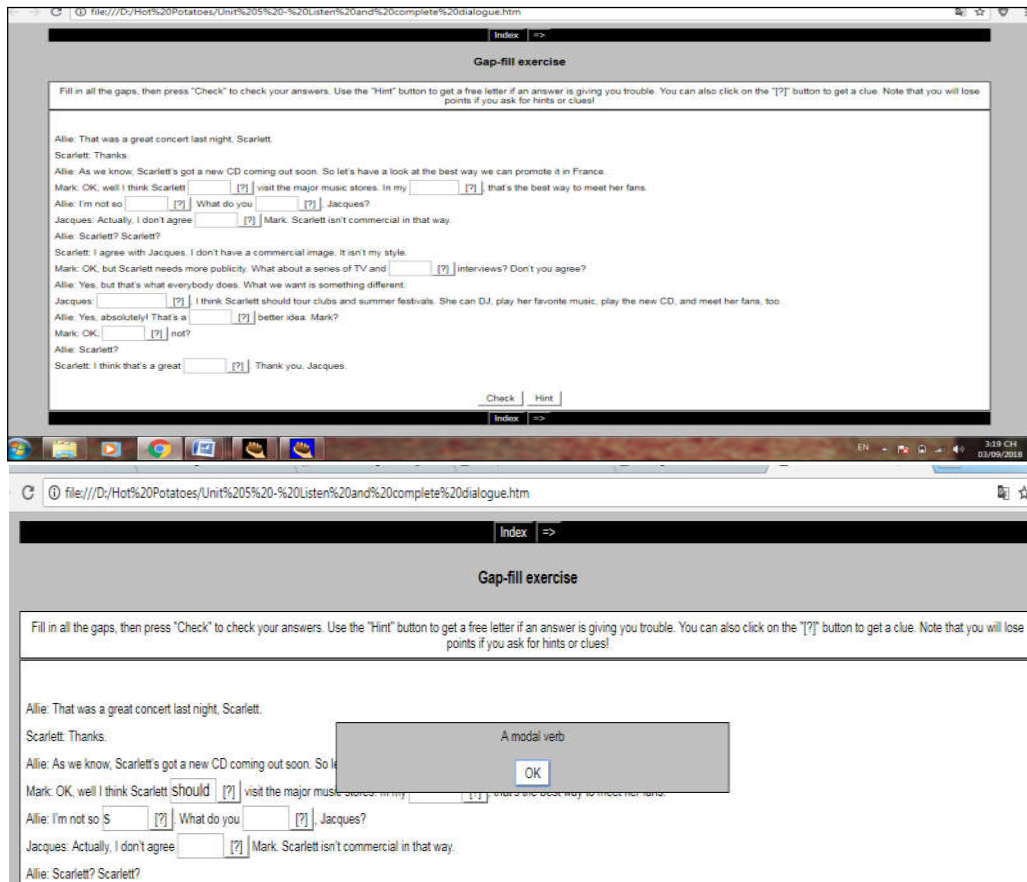 file:///D:/Hot%20Potatoes/Unit%205%20-%20Listen%20and%20complete%20dialogue.htm
Index =>
Gap-fill exercise
Fill in all the gaps, then press "Check" to check your answers. Use the "Hint" button to get a free letter if an answer is giving you trouble. You can also click on the "[?]" button to get a clue. Note that you will lose
points if you ask for hints or clues!
Allie: That was a great concert last night, Scarlett.
Scarlett: Thanks.
Allie: As we know, Scarlett's got a new CD coming out soon. So let's have a look at the best way we can promote it in France.
Mark: OK, well I think Scarlett [?] visit the major music stores. In my [?], that's the best way to meet her fans.
Allie: I'm not so [?]. What do you [?], Jacques?
Jacques: Actually, I don't agree [?] Mark. Scarlett isn't commercial in that way.
Allie: Scarlett? Scarlett?
Scarlett: I agree with Jacques. I don't have a commercial image. It isn't my style.
Mark: OK, but Scarlett needs more publicity. What about a series of TV and [?] interviews? Don't you agree?
Allie: Yes, but that's what everybody does. What we want is something different.
Jacques: [?], I think Scarlett should tour clubs and summer festivals. She can DJ, play her favorite music, play the new CD, and meet her fans, too.
Allie: Yes, absolutely! That's a [?] better idea. Mark?
Mark: OK, [?] not?
Allie: Scarlett?
Scarlett: I think that's a great [?]. Thank you, Jacques.
Check Hint
Index =>
EN 3:19 CH
03/09/2018
file:///D:/Hot%20Potatoes/Unit%205%20-%20Listen%20and%20complete%20dialogue.htm
Index =>
Gap-fill exercise
Fill in all the gaps, then press "Check" to check your answers. Use the "Hint" button to get a free letter if an answer is giving you trouble. You can also click on the "[?]" button to get a clue. Note that you will lose
points if you ask for hints or clues!
Allie: That was a great concert last night, Scarlett.
Scarlett: Thanks.
A modal verb
Allie: As we know, Scarlett's got a new CD coming out soon. So le
OK
Mark: OK, well I think Scarlett should [?] visit the major music stores. In my [?], that's the best way to meet her fans.
Allie: I'm not so s [?]. What do you [?], Jacques?
Jacques: Actually, I don't agree [?] Mark. Scarlett isn't commercial in that way.
Allie: Scarlett? Scarlett?